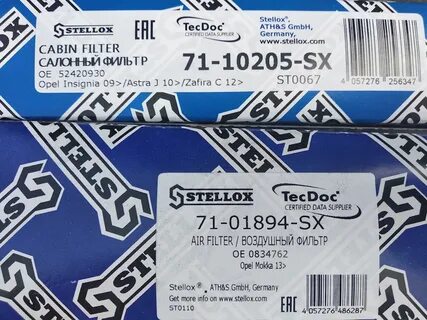 STELLOX
EAC
TecDoc
CERTIFIED DATA SUPPLIER
Stellox®,
ATH&S GmbH,
Germany,
www.stellox.com
CABIN FILTER
САЛОННЫЙ ФИЛЬТР
OE 52420930
71-10205-SX
Opel Insignia 09>/Astra J 10>/Zafira C 12>
ST0067
4 057276 256347
STELLOX
STELLOX
TecDoc
CERTIFIED DATA SUPPLIER
71-01894-SX
AIR FILTER / ВОЗДУШНЫЙ ФИЛЬТР
OE 0834762
Opel Mokka 13>
Stellox®, ATH&S GmbH, Germany
Get more info on www.stellox.com
ST0110
EAC
4 057276 486287